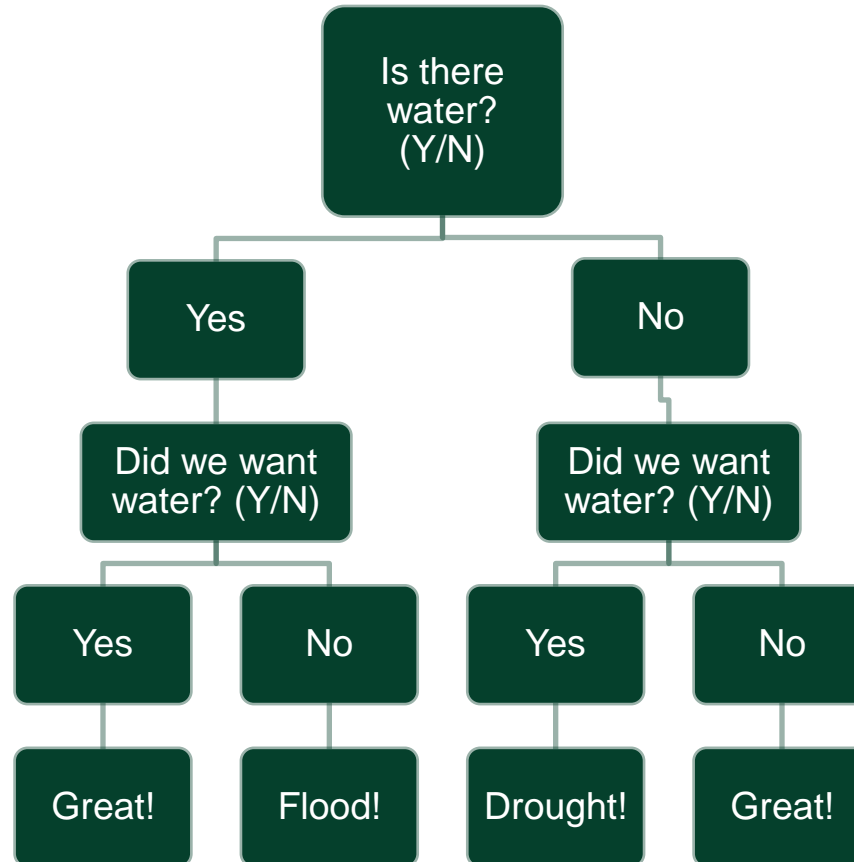 Is there
water?
(Y/N)
Yes
No
Did we want
water? (Y/N)
Did we want
water? (Y/N)
Yes
No
Yes
No
Great!
Flood!
Drought!
Great!